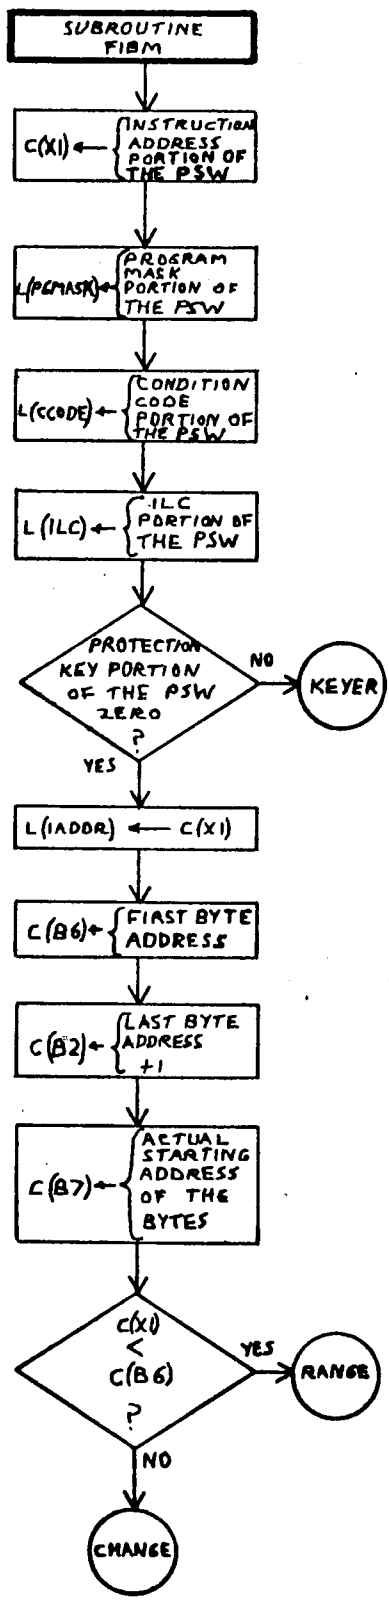 SUBROUTINE
FIBM
C(X1) ← { INSTRUCTION
ADDRESS
PORTION OF
THE PSW
L(PGMASK) ← { PROGRAM
MASK
PORTION OF
THE PSW
L(CCODE) ← { CONDITION
CODE
PORTION OF
THE PSW
L(ILC) ← { ILC
PORTION OF
THE PSW
PROTECTION
KEY PORTION
OF THE PSW
ZERO
?
NO
KEYER
YES
L(IADDR) ← C(X1)
C(B6) ← { FIRST BYTE
ADDRESS
C(B2) ← { LAST BYTE
ADDRESS
+1
C(B7) ← { ACTUAL
STARTING
ADDRESS
OF THE
BYTES
C(X1)
<
C(B6)
?
YES
RANGE
NO
CHANGE